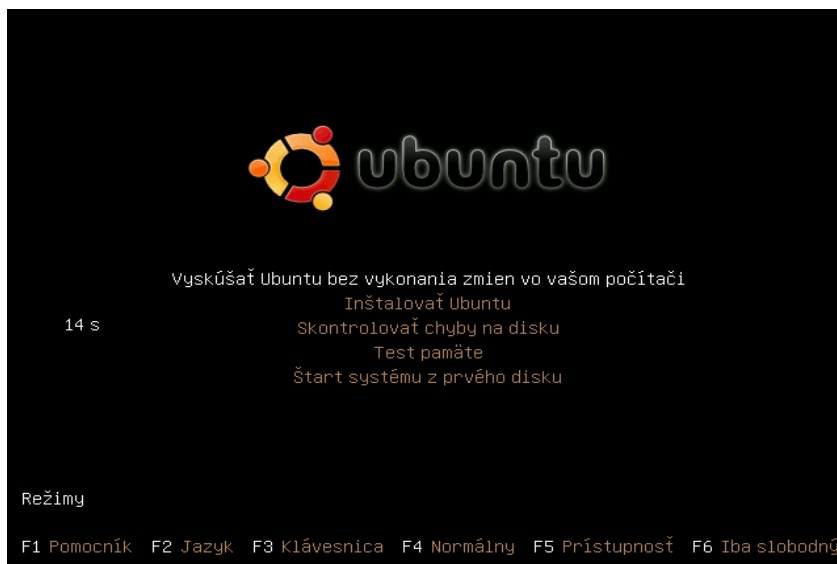 ubuntu
Vyskúšať Ubuntu bez vykonania zmien vo vašom počítači
Inštalovať Ubuntu
14 s
Skontrolovať chyby na disku
Test pamäte
Štart systému z prvého disku
Režimy
F1 Pomocník F2 Jazyk F3 Klávesnica F4 Normálny F5 Prístupnosť F6 Iba slobodný